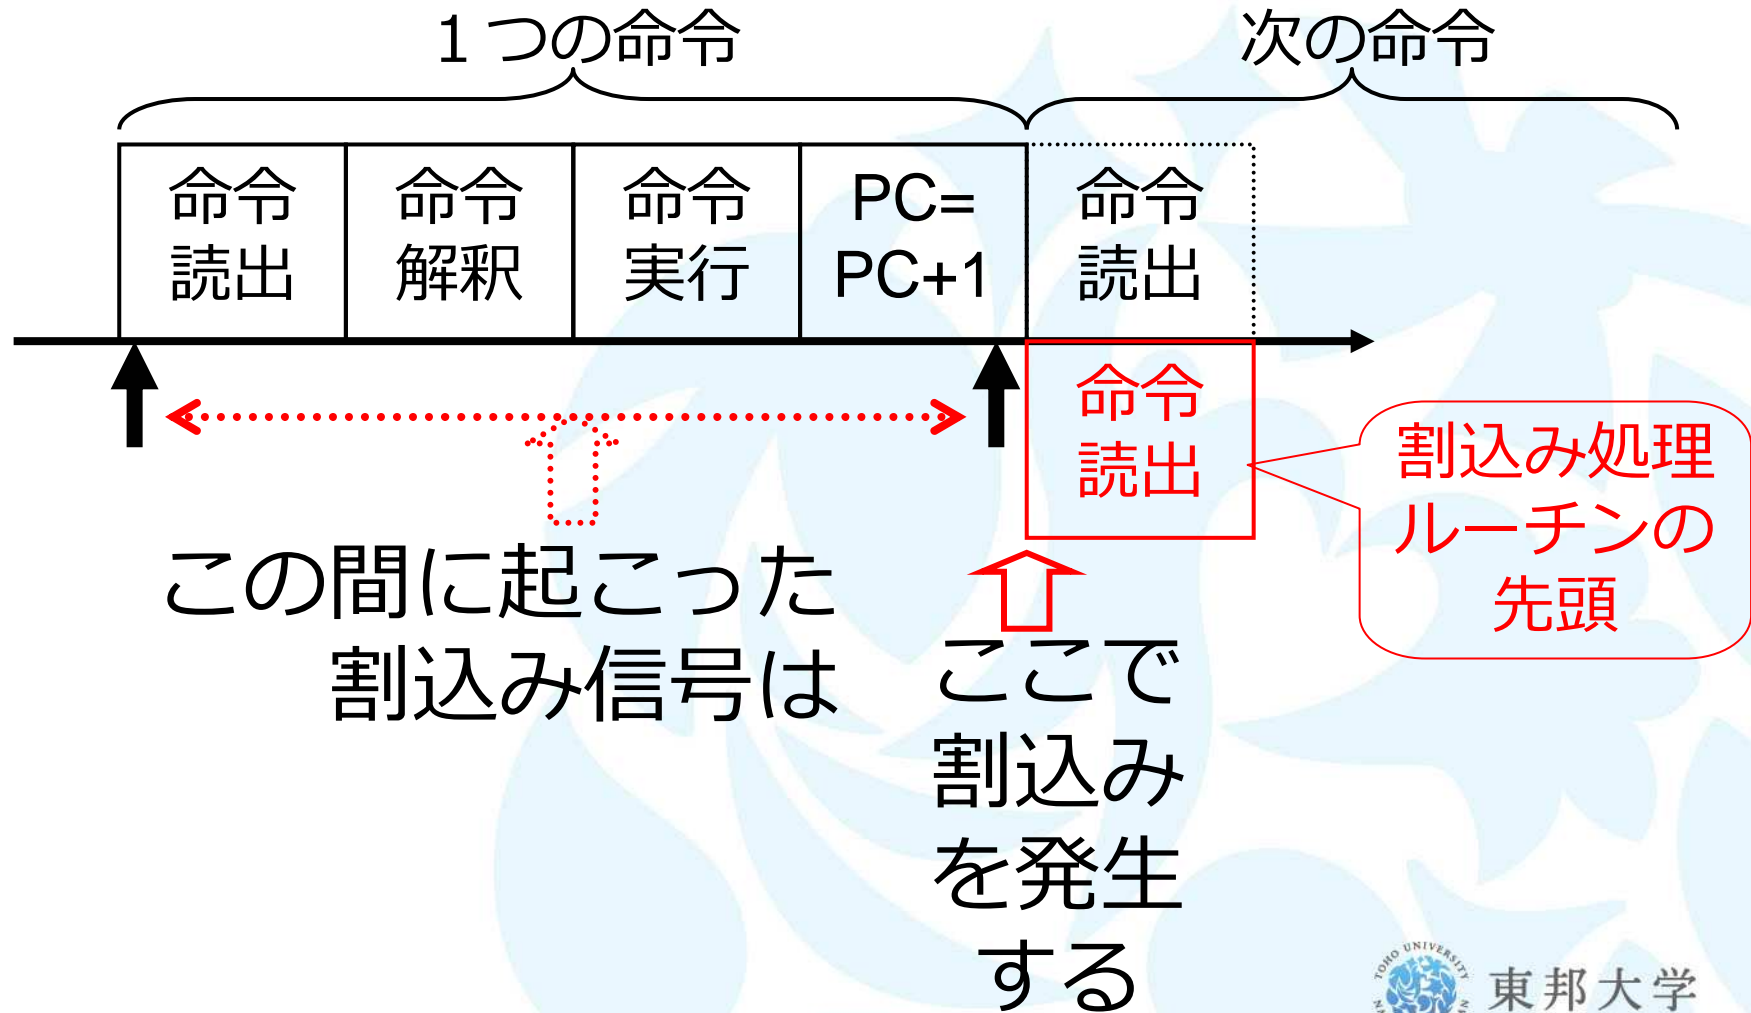 1つの命令
次の命令
命令
読出
命令
解釈
命令
実行
PC=
PC+1
命令
読出
命令
読出
割込み処理
ルーチンの
先頭
この間に起こった
割込み信号は
ここで
割込み
を発生
する
TOHO UNIVERSITY
東邦大学